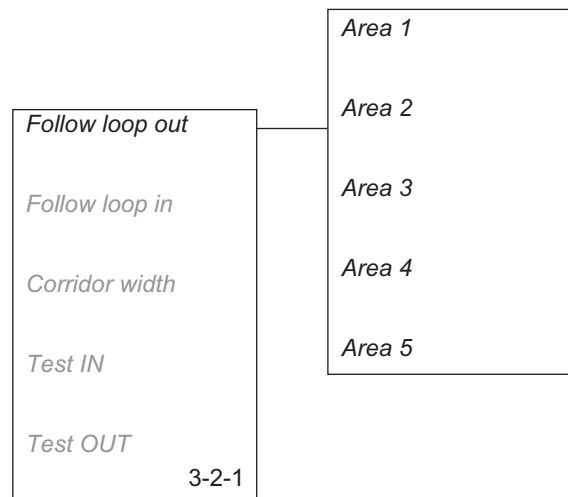 Follow loop out
Follow loop in
Corridor width
Test IN
Test OUT
3-2-1
Area 1
Area 2
Area 3
Area 4
Area 5